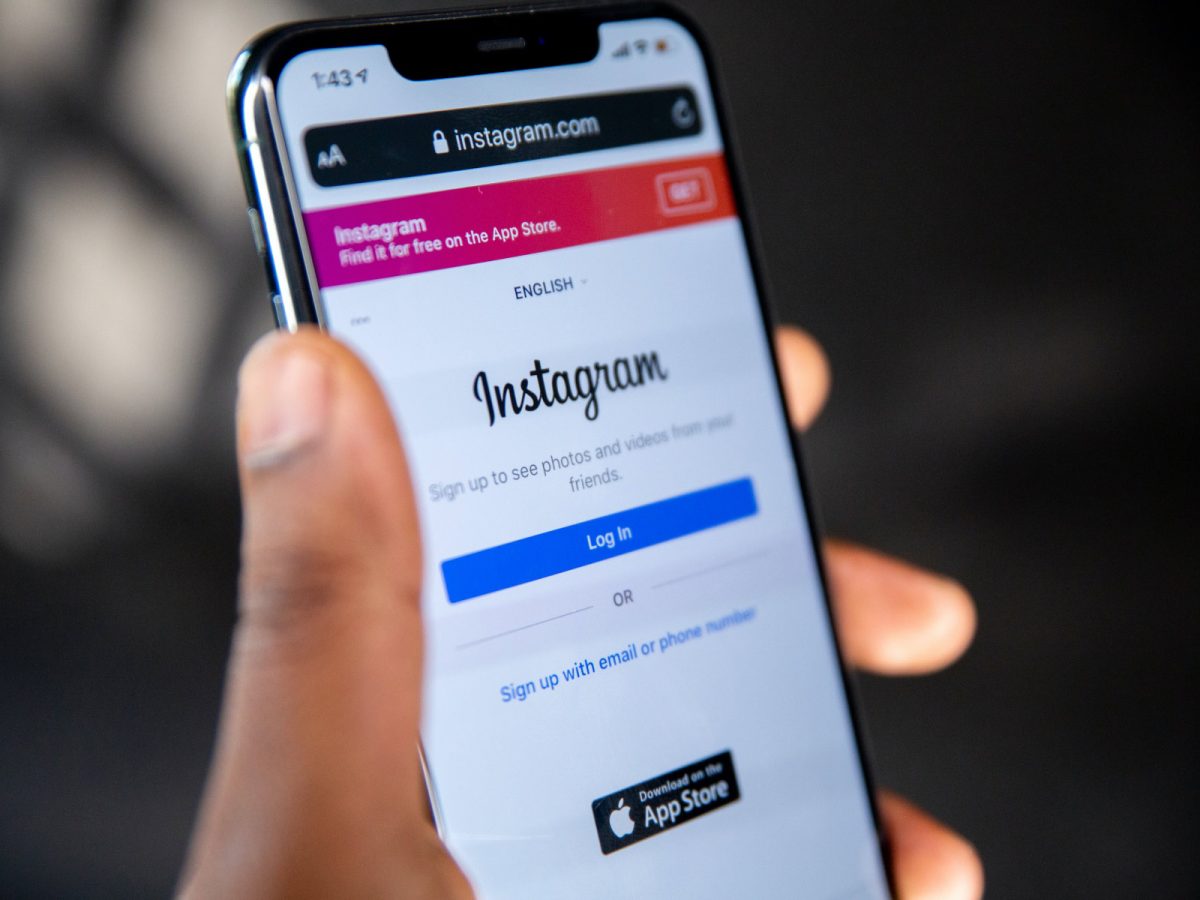 1:43
AA instagram.com
Instagram
Find it for free on the App Store.
GET
ENGLISH
Instagram
Sign up to see photos and videos from your
friends.
Log In
OR
Sign up with email or phone number
Download on the
App Store